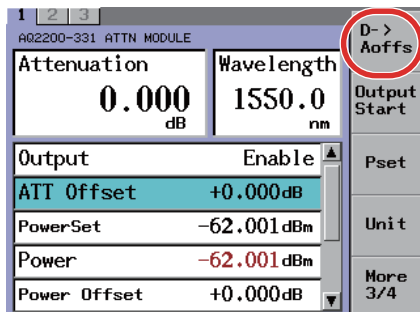 1 2 3
AQ2200-331 ATTN MODULE
Attenuation
0.000
dB
Wavelength
1550.0
nm
Output Enable
ATT Offset +0.000dB
PowerSet -62.001dBm
Power -62.001dBm
Power Offset +0.000dB
D->
Aoffs
Output
Start
Pset
Unit
More
3/4